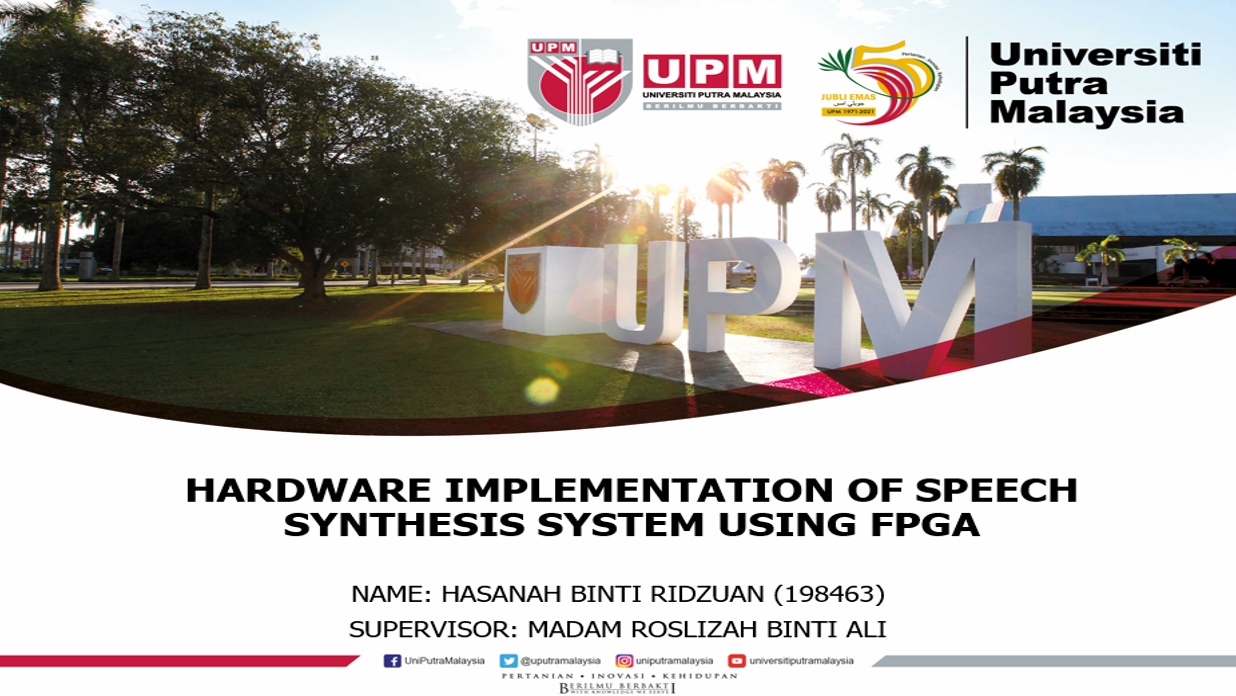 UPM
UPM
UNIVERSITI PUTRA MALAYSIA
BERILMU BERBAKTI
JUBLI EMAS
جوبلي امس
UPM 1971-2021
Universiti
Putra
Malaysia
UPM
HARDWARE IMPLEMENTATION OF SPEECH
SYNTHESIS SYSTEM USING FPGA
NAME: HASANAH BINTI RIDZUAN (198463)
SUPERVISOR: MADAM ROSLIZAH BINTI ALI
UniPutraMalaysia @uputramalaysia uniputramalaysia universitiputramalaysia
PERTANIAN • INOVASI • KEHIDUPAN
BERILMU BERBAKTI
WITH KNOWLEDGE WE SERVE